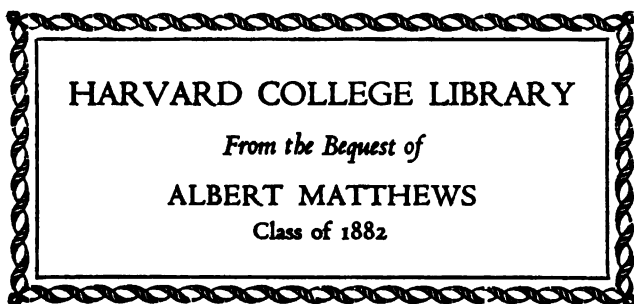 HARVARD COLLEGE LIBRARY
From the Bequest of
ALBERT MATTHEWS
Class of 1882